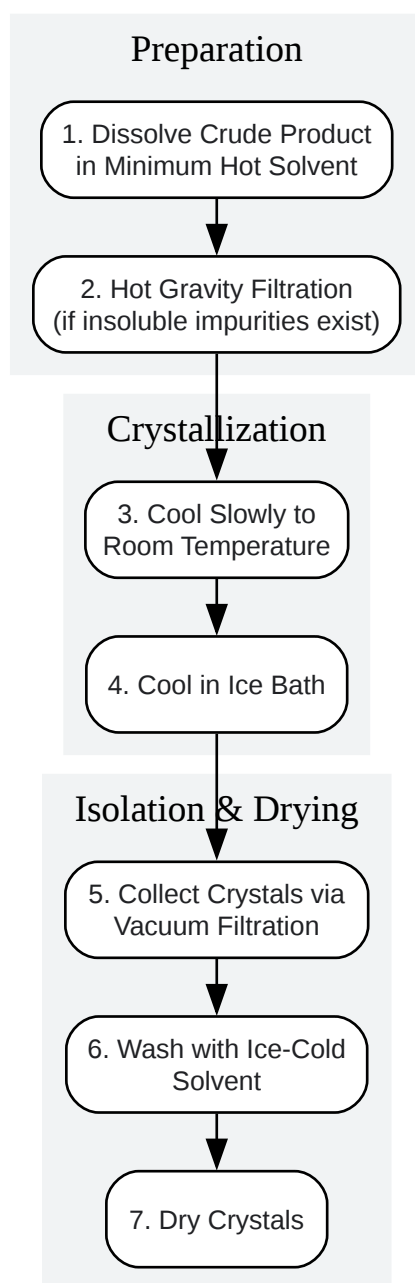 Preparation
1. Dissolve Crude Product
in Minimum Hot Solvent
2. Hot Gravity Filtration
(if insoluble impurities exist)
Crystallization
3. Cool Slowly to
Room Temperature
4. Cool in Ice Bath
Isolation & Drying
5. Collect Crystals via
Vacuum Filtration
6. Wash with Ice-Cold
Solvent
7. Dry Crystals